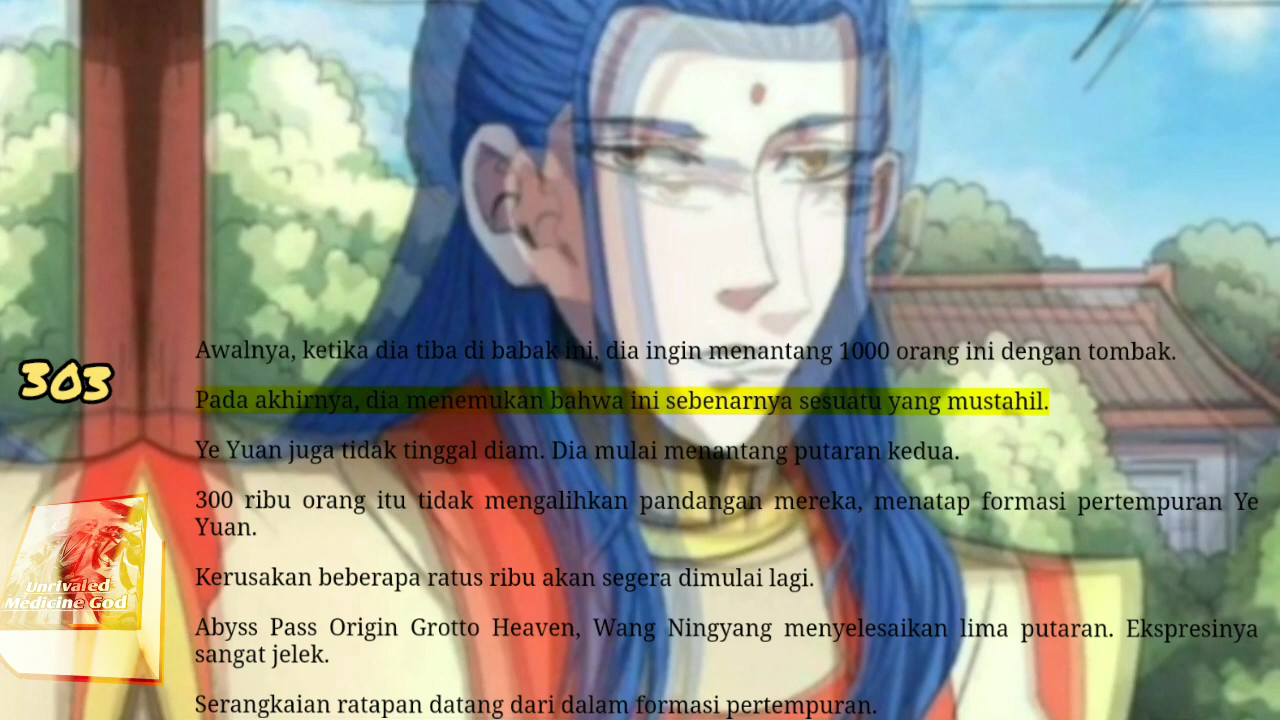 Awalnya, ketika dia tiba di babak ini, dia ingin menantang 1000 orang ini dengan tombak.
303
Pada akhirnya, dia menemukan bahwa ini sebenarnya sesuatu yang mustahil.
Ye Yuan juga tidak tinggal diam. Dia mulai menantang putaran kedua.
300 ribu orang itu tidak mengalihkan pandangan mereka, menatap formasi pertempuran Ye
Yuan.
Kerusakan beberapa ratus ribu akan segera dimulai lagi.
Unrivaled
Medicine God
Abyss Pass Origin Grotto Heaven, Wang Ningyang menyelesaikan lima putaran. Ekspresinya
sangat jelek.
Serangkaian ratapan datang dari dalam formasi pertempuran.